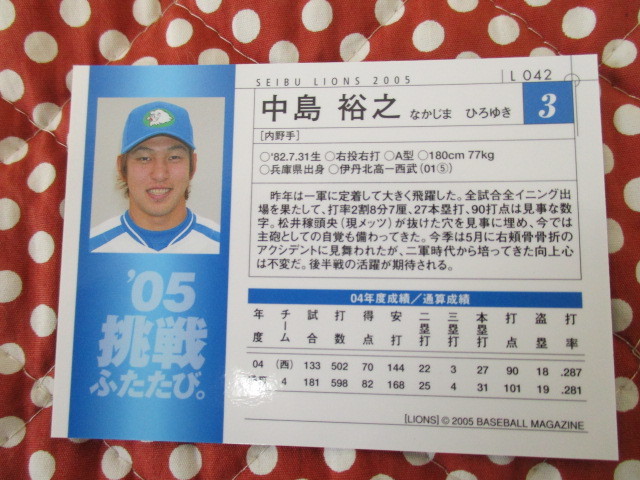 SEIBU LIONS 2005
L 042
中島 裕之 なかじま ひろゆき
3
[内野手]
○'82.7.31生 ○右投右打 ○A型 ○180cm 77kg
○兵庫県出身 ○伊丹北高―西武(01⑤)
昨年は一軍に定着して大きく飛躍した。全試合全イニング出
場を果たして、打率2割8分7厘、27本塁打、90打点は見事な数
字。松井稼頭央(現メッツ)が抜けた穴を見事に埋め、今では
主砲としての自覚も備わってきた。今季は5月に右頬骨骨折の
アクシデントに見舞われたが、二軍時代から培ってきた向上心
は不変だ。後半戦の活躍が期待される。
04年度成績/通算成績
年度 チーム 試合 打数 得点 安打 二塁打 三塁打 本塁打 打点 盗塁 打率
04 (西) 133 502 70 144 22 3 27 90 18 .287
4 181 598 82 168 25 4 31 101 19 .281
'05
挑戦
ふたたび。
[LIONS] © 2005 BASEBALL MAGAZINE